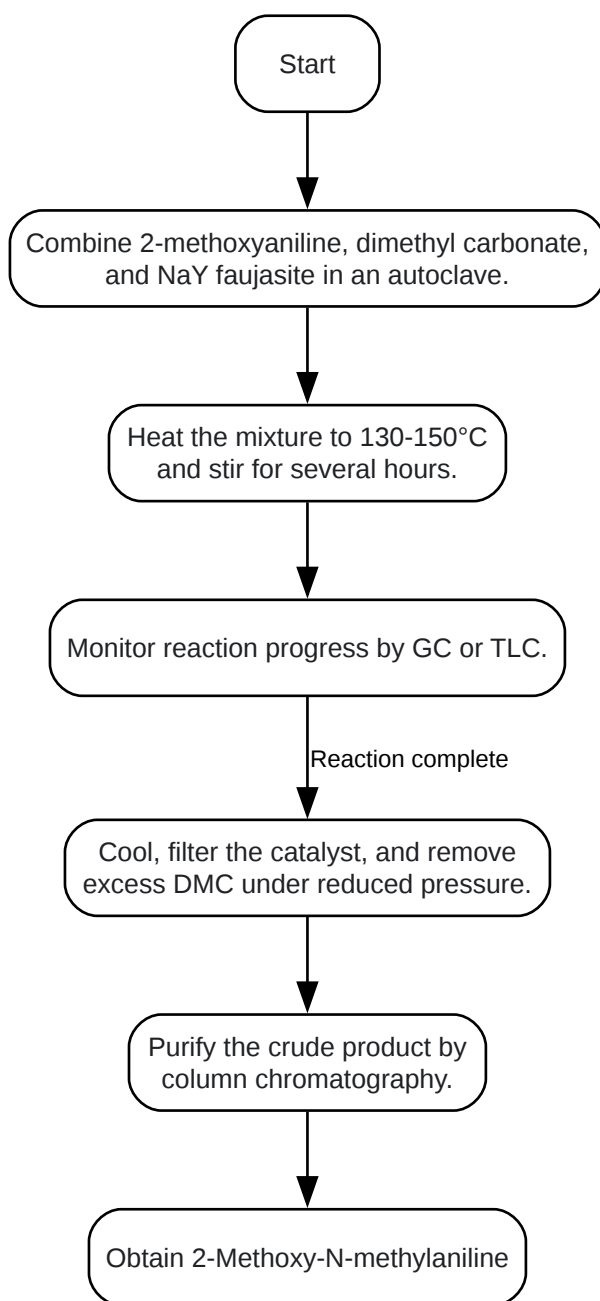 Start
Combine 2-methoxyaniline, dimethyl carbonate,
and NaY faujasite in an autoclave.
Heat the mixture to 130-150°C
and stir for several hours.
Monitor reaction progress by GC or TLC.
Reaction complete
Cool, filter the catalyst, and remove
excess DMC under reduced pressure.
Purify the crude product by
column chromatography.
Obtain 2-Methoxy-N-methylaniline